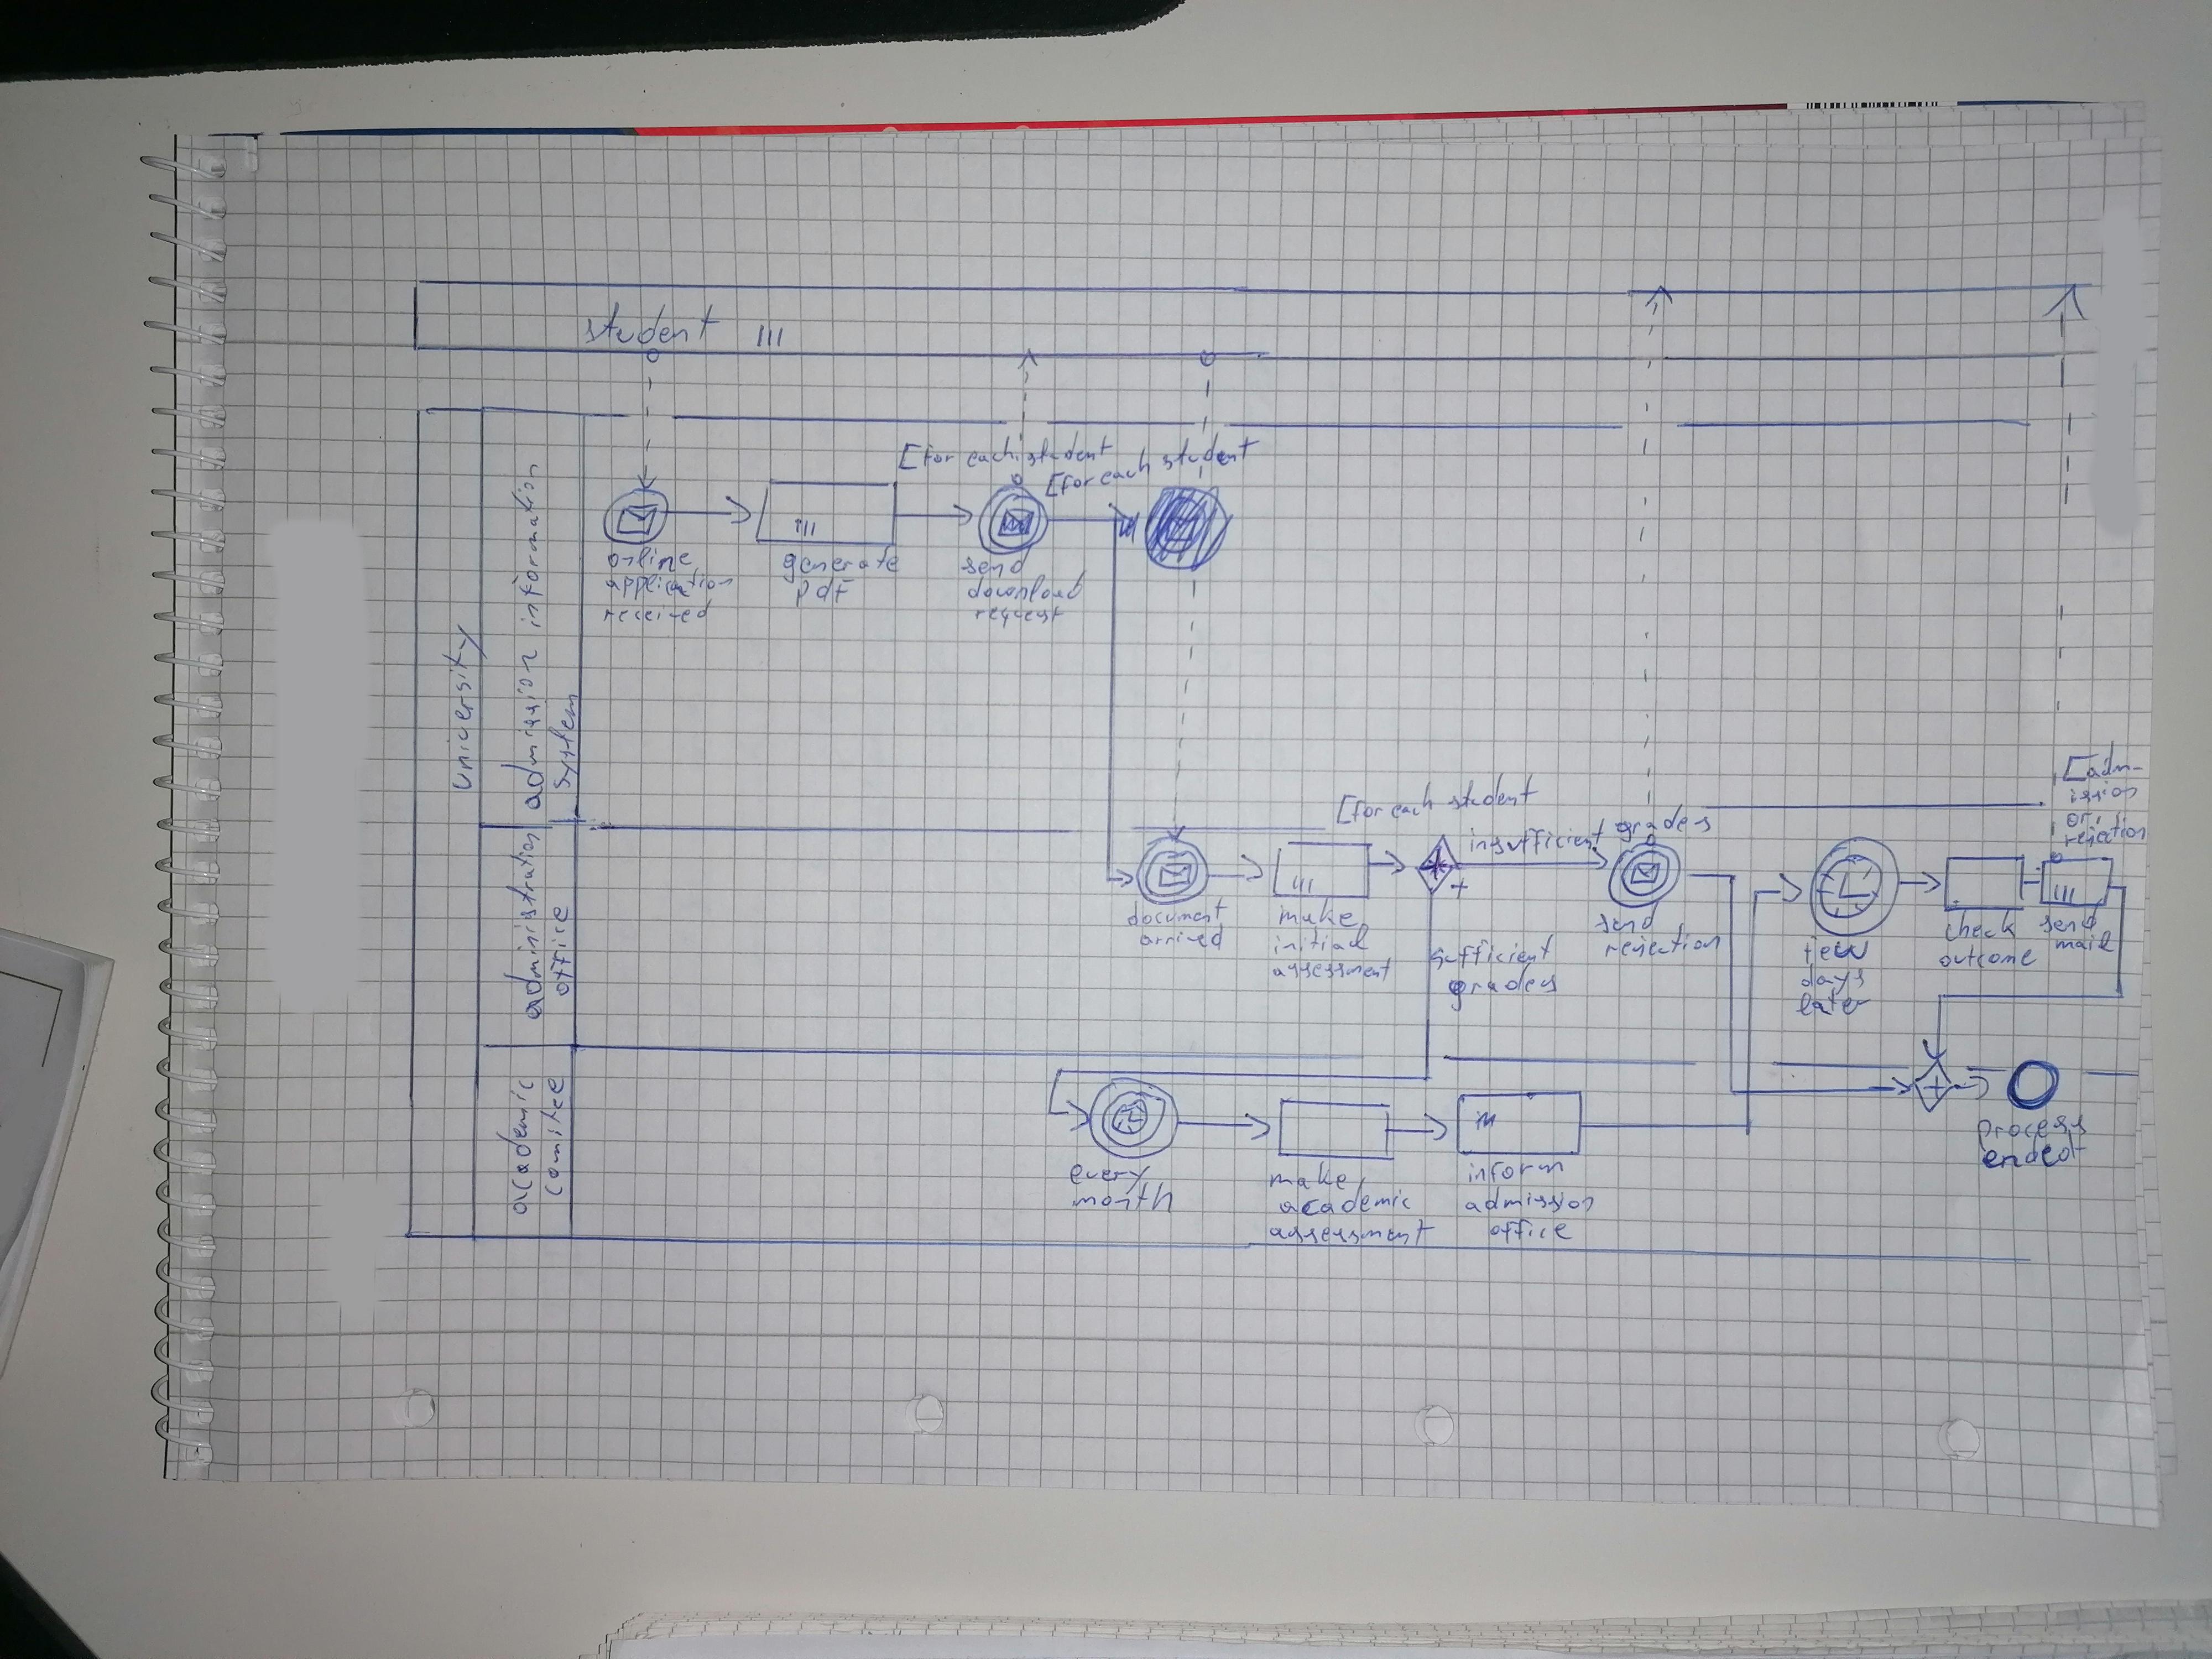 student III
University
admission information
system
administration
office
academic
comitee
[for each student
[for each student
online
application
received
generate
pdf
send
download
request
[for each student
insufficient grades
+
sufficient
grades
document
arrived
make
initial
assessment
send
rejection
few
days
later
check
outcome
send
mail
[adm-
ission
or
rejection
every
month
make
academic
assessment
inform
admission
office
process
ended